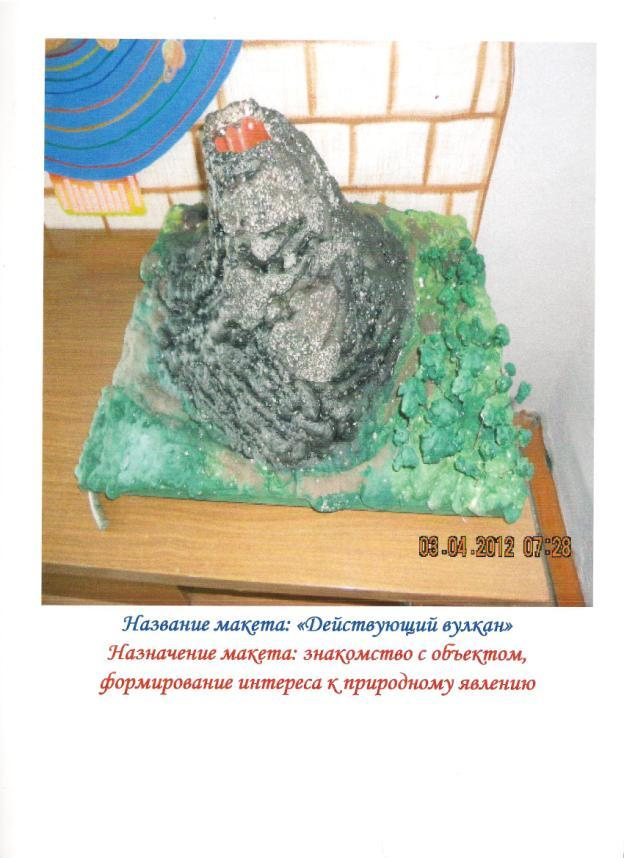 03.04.2012 07:28
Название макета: «Действующий вулкан»
Назначение макета: знакомство с объектом,
формирование интереса к природному явлению